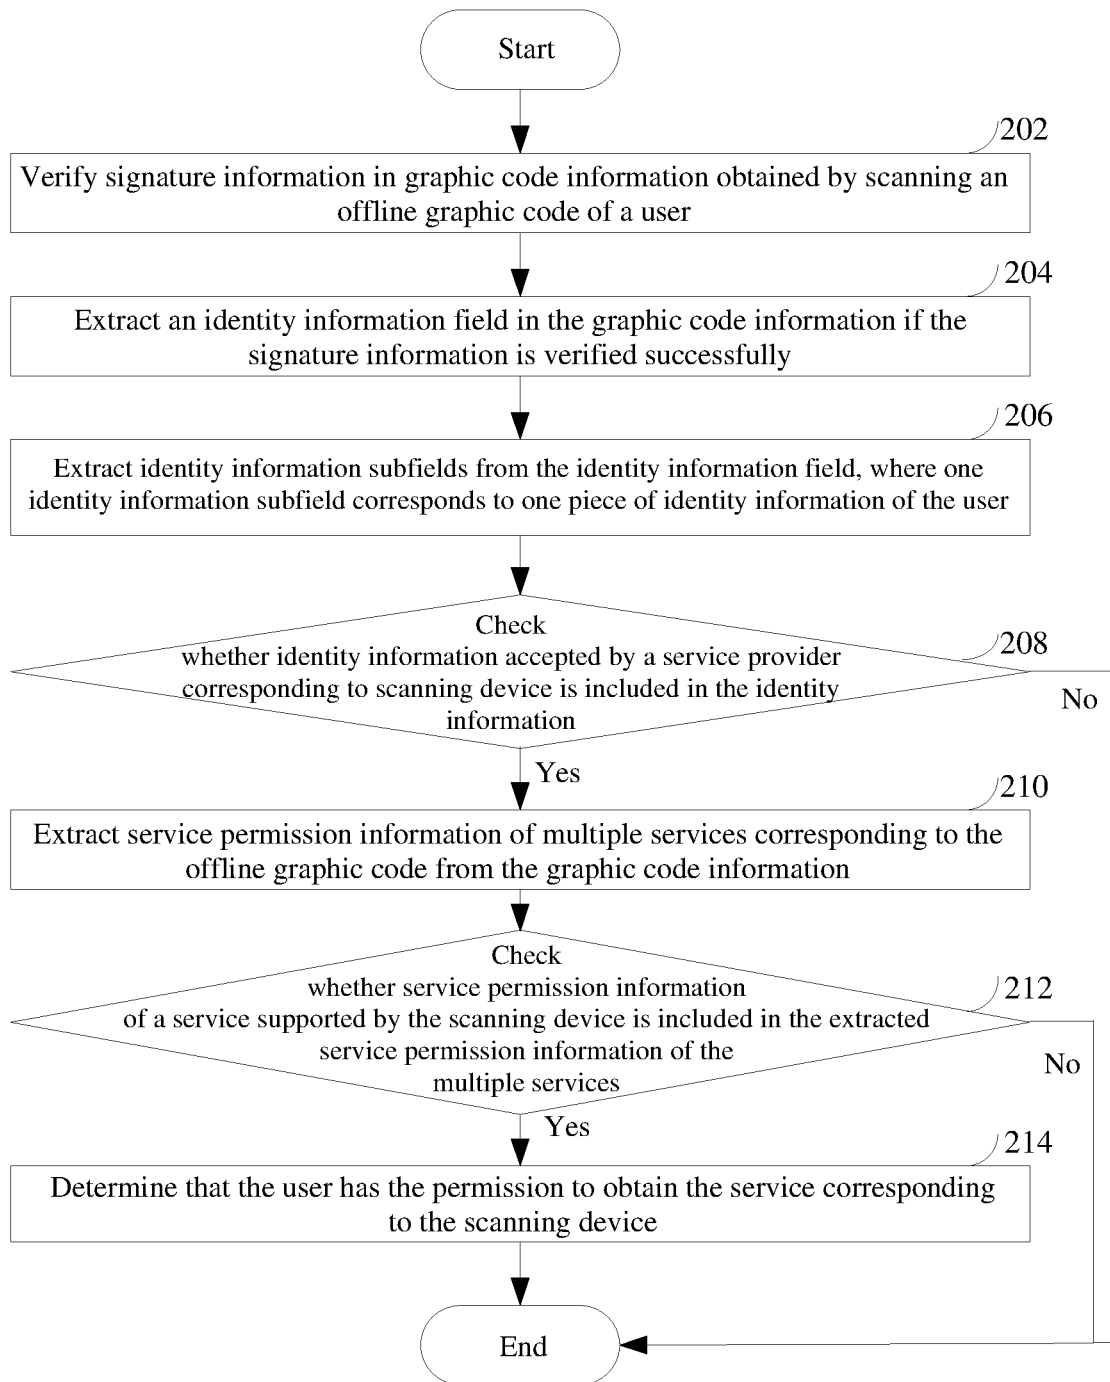 Start
202
Verify signature information in graphic code information obtained by scanning an
offline graphic code of a user
204
Extract an identity information field in the graphic code information if the
signature information is verified successfully
206
Extract identity information subfields from the identity information field, where one
identity information subfield corresponds to one piece of identity information of the user
Check
whether identity information accepted by a service provider
corresponding to scanning device is included in the identity
information
208
No
Yes
210
Extract service permission information of multiple services corresponding to the
offline graphic code from the graphic code information
Check
whether service permission information
of a service supported by the scanning device is included in the extracted
service permission information of the
multiple services
212
No
Yes
214
Determine that the user has the permission to obtain the service corresponding
to the scanning device
End